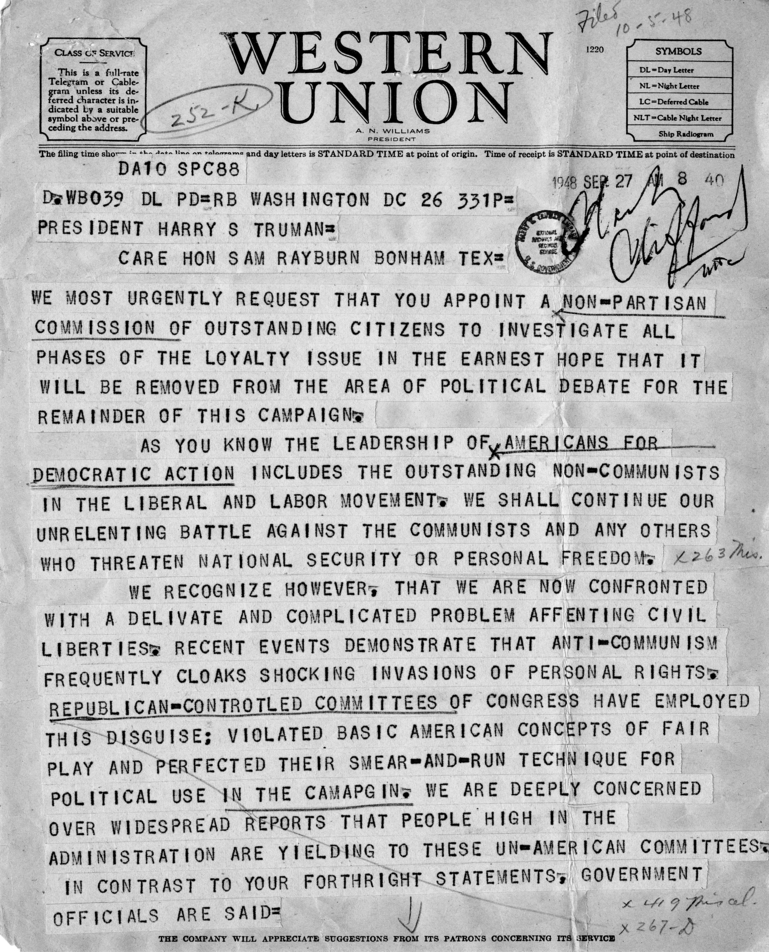 Filed
10-5-48
CLASS OF SERVICE
This is a full-rate
Telegram or Cable-
gram unless its de-
ferred character is in-
dicated by a suitable
symbol above or pre-
ceding the address.
252-K
WESTERN
UNION
A. N. WILLIAMS
PRESIDENT
1220
SYMBOLS
DL=Day Letter
NL=Night Letter
LC=Deferred Cable
NLT=Cable Night Letter
Ship Radiogram
The filing time shown in the date line on telegrams and day letters is STANDARD TIME at point of origin. Time of receipt is STANDARD TIME at point of destination
DA10 SPC88
1948 SEP 27 AM 8 40
D.WB039 DL PD=RB WASHINGTON DC 26 331P=
PRESIDENT HARRY S TRUMAN=
CARE HON SAM RAYBURN BONHAM TEX=
Clifford
WE MOST URGENTLY REQUEST THAT YOU APPOINT A NON-PARTISAN
COMMISSION OF OUTSTANDING CITIZENS TO INVESTIGATE ALL
PHASES OF THE LOYALTY ISSUE IN THE EARNEST HOPE THAT IT
WILL BE REMOVED FROM THE AREA OF POLITICAL DEBATE FOR THE
REMAINDER OF THIS CAMPAIGN.
AS YOU KNOW THE LEADERSHIP OF x AMERICANS FOR
DEMOCRATIC ACTION INCLUDES THE OUTSTANDING NON-COMMUNISTS
IN THE LIBERAL AND LABOR MOVEMENT. WE SHALL CONTINUE OUR
UNRELENTING BATTLE AGAINST THE COMMUNISTS AND ANY OTHERS
WHO THREATEN NATIONAL SECURITY OR PERSONAL FREEDOM. x263 Mis.
WE RECOGNIZE HOWEVER, THAT WE ARE NOW CONFRONTED
WITH A DELIVATE AND COMPLICATED PROBLEM AFFENTING CIVIL
LIBERTIES. RECENT EVENTS DEMONSTRATE THAT ANTI-COMMUNISM
FREQUENTLY CLOAKS SHOCKING INVASIONS OF PERSONAL RIGHTS.
REPUBLICAN-CONTROTLED COMMITTEES OF CONGRESS HAVE EMPLOYED
THIS DISGUISE; VIOLATED BASIC AMERICAN CONCEPTS OF FAIR
PLAY AND PERFECTED THEIR SMEAR-AND-RUN TECHNIQUE FOR
POLITICAL USE IN THE CAMAPGIN. WE ARE DEEPLY CONCERNED
OVER WIDESPREAD REPORTS THAT PEOPLE HIGH IN THE
ADMINISTRATION ARE YIELDING TO THESE UN-AMERICAN COMMITTEES.
IN CONTRAST TO YOUR FORTHRIGHT STATEMENTS, GOVERNMENT
OFFICIALS ARE SAID=
x 419 Miscal.
x 267-D
THE COMPANY WILL APPRECIATE SUGGESTIONS FROM ITS PATRONS CONCERNING ITS SERVICE